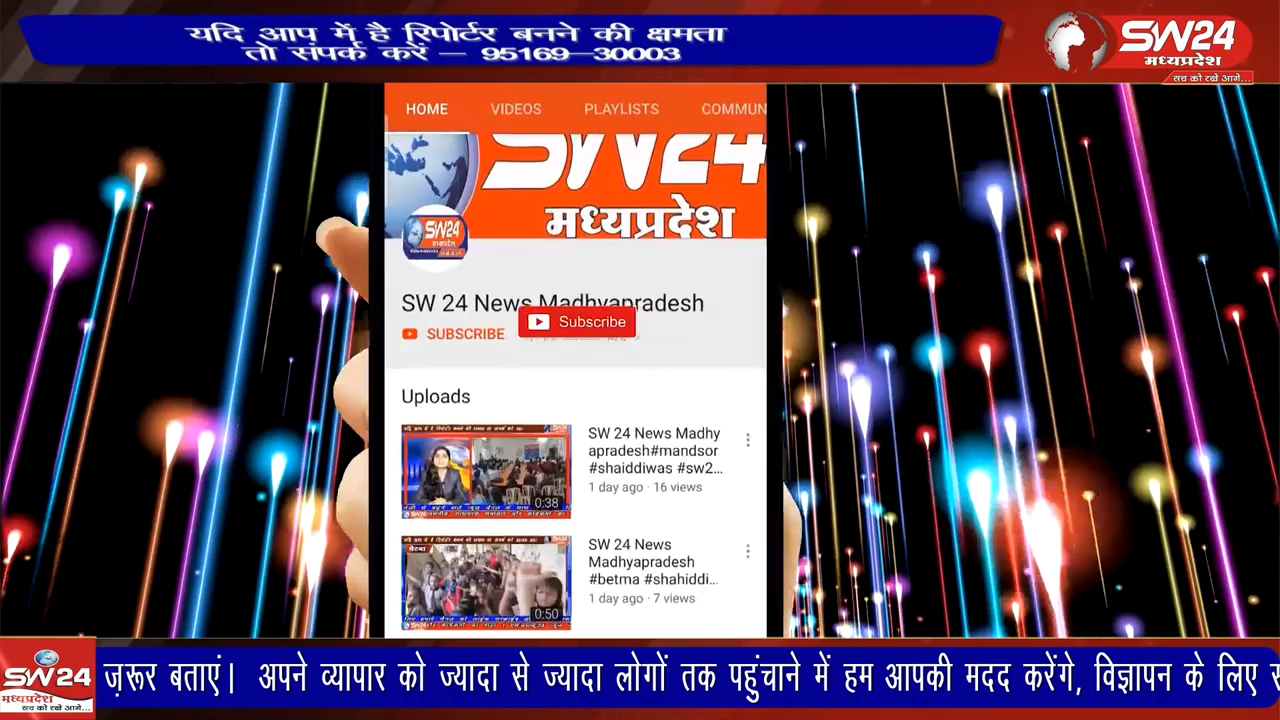 यदि आप में है रिपोर्टर बनने की क्षमता
तो संपर्क करें – 95169–30003
SW24
मध्यप्रदेश
सच को रखे आगे...
HOME VIDEOS PLAYLISTS COMMUN
SW24
मध्यप्रदेश
SW24
SW 24 News Madhyapradesh
SUBSCRIBE
Subscribe
Uploads
SW 24 News Madhy
apradesh#mandsor
#shaiddiwas #sw2...
1 day ago · 16 views
0:38
SW 24 News
Madhyapradesh
#betma #shahiddi...
1 day ago · 7 views
बेटमा
0:50
SW24
मध्यप्रदेश
सच को रखे आगे...
ज़रूर बताएं| अपने व्यापार को ज्यादा से ज्यादा लोगों तक पहुंचाने में हम आपकी मदद करेंगे, विज्ञापन के लिए